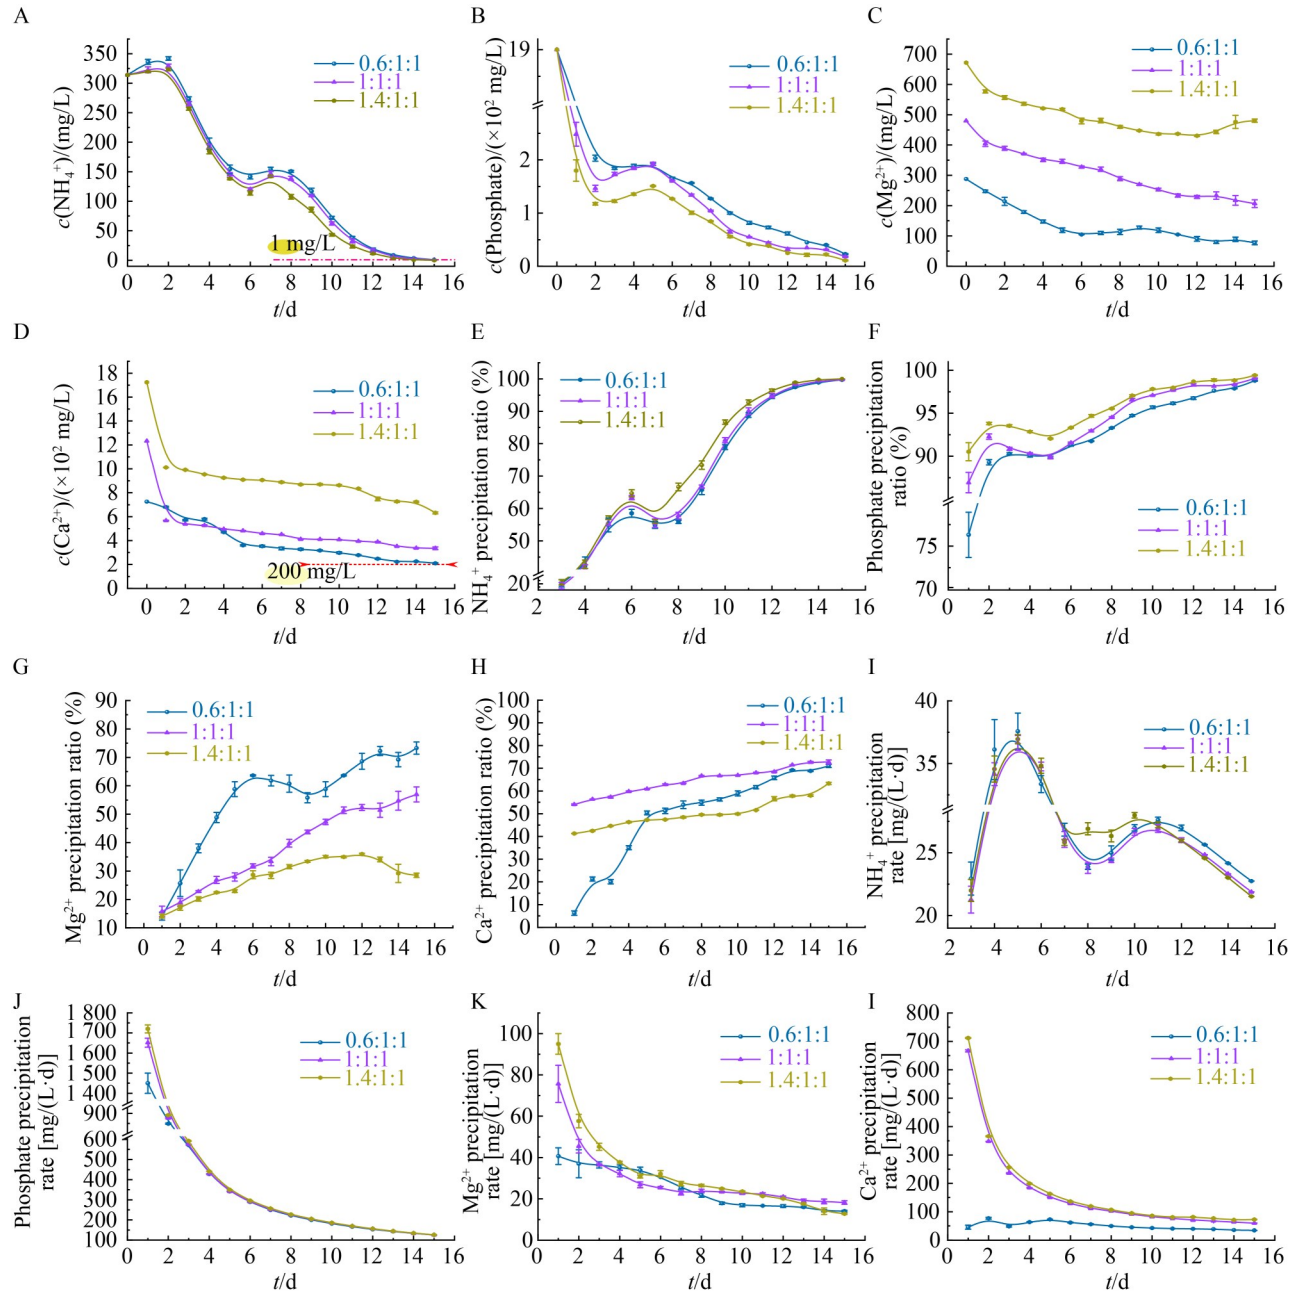 A
c(NH₄⁺)/(mg/L)
350
300
250
200
150
100
50
0
0.6:1:1
1:1:1
1.4:1:1
1 mg/L
0 2 4 6 8 10 12 14 16
t/d
B
c(Phosphate)/(×10² mg/L)
19
2
1
0
0.6:1:1
1:1:1
1.4:1:1
0 2 4 6 8 10 12 14 16
t/d
C
c(Mg²⁺)/(mg/L)
700
600
500
400
300
200
100
0
0.6:1:1
1:1:1
1.4:1:1
0 2 4 6 8 10 12 14 16
t/d
D
c(Ca²⁺)/(×10² mg/L)
18
16
14
12
10
8
6
4
2
0
0.6:1:1
1:1:1
1.4:1:1
200 mg/L
0 2 4 6 8 10 12 14 16
t/d
E
NH₄⁺ precipitation ratio (%)
100
90
80
70
60
50
20
0.6:1:1
1:1:1
1.4:1:1
2 4 6 8 10 12 14 16
t/d
F
Phosphate precipitation
ratio (%)
100
95
90
75
70
0.6:1:1
1:1:1
1.4:1:1
0 2 4 6 8 10 12 14 16
t/d
G
Mg²⁺ precipitation ratio (%)
90
80
70
60
50
40
30
20
10
0.6:1:1
1:1:1
1.4:1:1
0 2 4 6 8 10 12 14 16
t/d
H
Ca²⁺ precipitation ratio (%)
100
90
80
70
60
50
40
30
20
10
0
0.6:1:1
1:1:1
1.4:1:1
0 2 4 6 8 10 12 14 16
t/d
I
NH₄⁺ precipitation
rate [mg/(L·d)]
40
35
25
20
0.6:1:1
1:1:1
1.4:1:1
2 4 6 8 10 12 14 16
t/d
J
Phosphate precipitation
rate [mg/(L·d)]
1 800
1 700
1 600
1 500
1 400
900
600
500
400
300
200
100
0.6:1:1
1:1:1
1.4:1:1
0 2 4 6 8 10 12 14 16
t/d
K
Mg²⁺ precipitation
rate [mg/(L·d)]
100
80
60
40
20
0
0.6:1:1
1:1:1
1.4:1:1
0 2 4 6 8 10 12 14 16
t/d
I
Ca²⁺ precipitation
rate [mg/(L·d)]
800
700
600
500
400
300
200
100
0
0.6:1:1
1:1:1
1.4:1:1
0 2 4 6 8 10 12 14 16
t/d